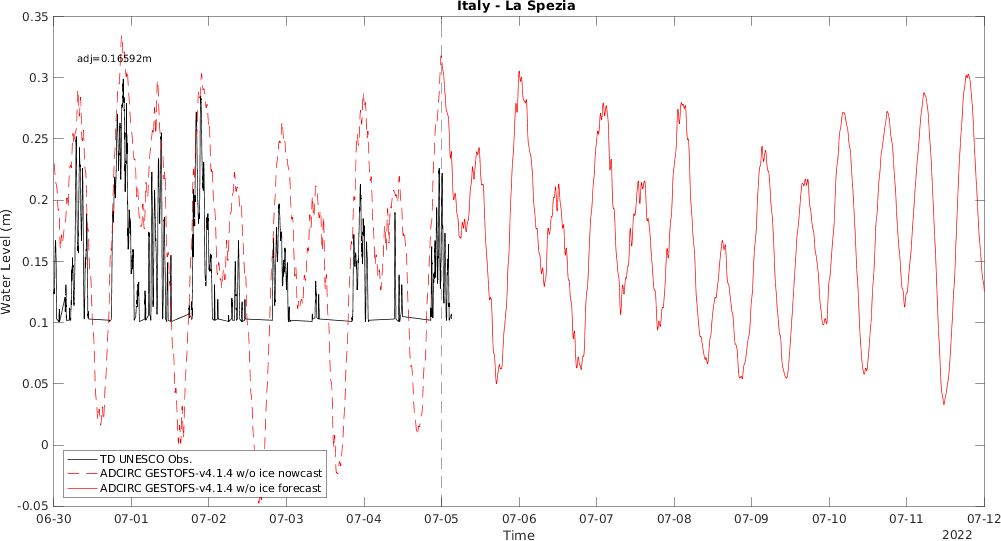 Italy - La Spezia
adj=0.16592m
Water Level (m)
0.35
0.3
0.25
0.2
0.15
0.1
0.05
0
-0.05
TD UNESCO Obs.
ADCIRC GESTOFS-v4.1.4 w/o ice nowcast
ADCIRC GESTOFS-v4.1.4 w/o ice forecast
06-30 07-01 07-02 07-03 07-04 07-05 07-06 07-07 07-08 07-09 07-10 07-11 07-12
Time
2022